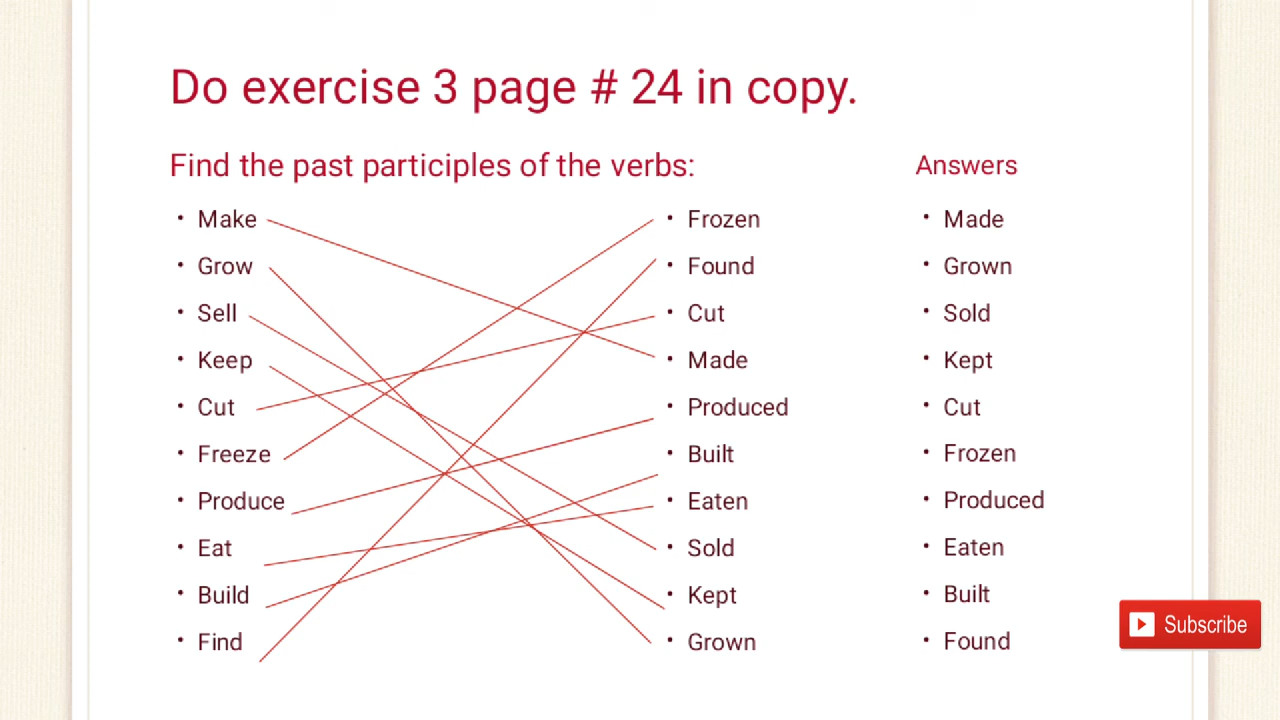 Do exercise 3 page # 24 in copy.
Find the past participles of the verbs:
Answers
• Make
• Grow
• Sell
• Keep
• Cut
• Freeze
• Produce
• Eat
• Build
• Find
• Frozen
• Found
• Cut
• Made
• Produced
• Built
• Eaten
• Sold
• Kept
• Grown
• Made
• Grown
• Sold
• Kept
• Cut
• Frozen
• Produced
• Eaten
• Built
• Found
Subscribe